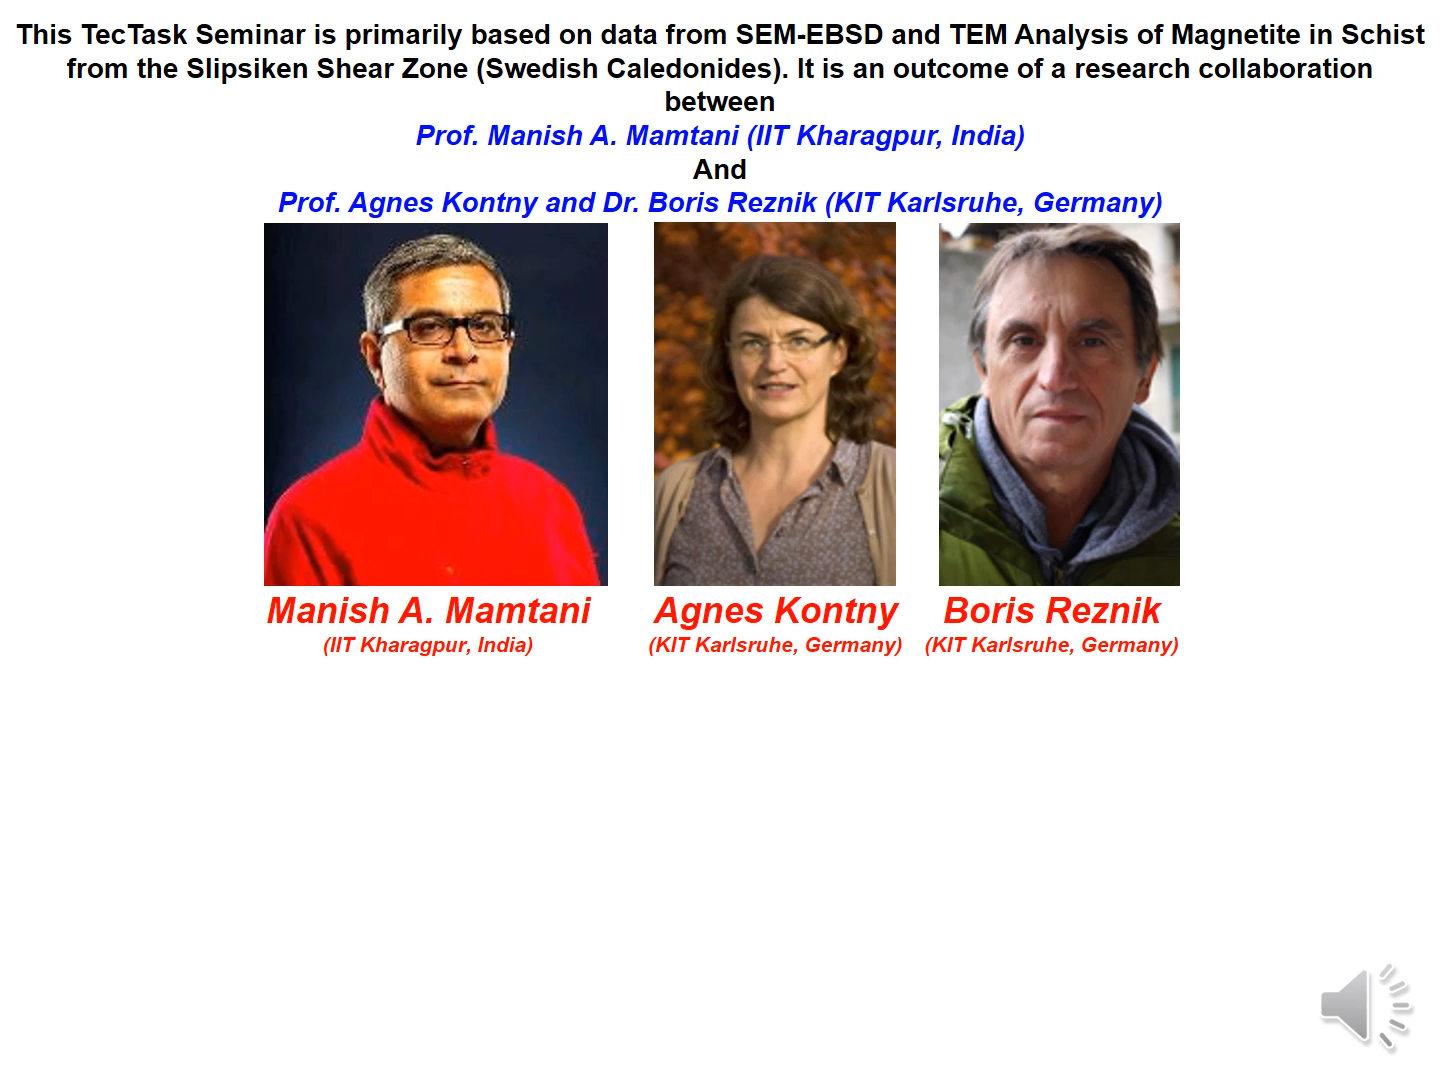 This TecTask Seminar is primarily based on data from SEM-EBSD and TEM Analysis of Magnetite in Schist
from the Slipsiken Shear Zone (Swedish Caledonides). It is an outcome of a research collaboration
between
Prof. Manish A. Mamtani (IIT Kharagpur, India)
And
Prof. Agnes Kontny and Dr. Boris Reznik (KIT Karlsruhe, Germany)
Manish A. Mamtani
(IIT Kharagpur, India)
Agnes Kontny
(KIT Karlsruhe, Germany)
Boris Reznik
(KIT Karlsruhe, Germany)